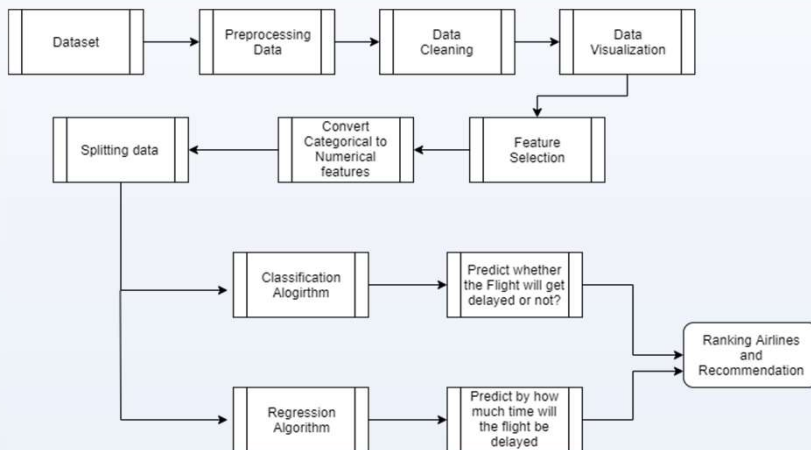 Dataset
Preprocessing
Data
Data
Cleaning
Data
Visualization
Feature
Selection
Convert
Categorical to
Numerical
features
Splitting data
Classification
Alogirthm
Predict whether
the Flight will get
delayed or not?
Regression
Algorithm
Predict by how
much time will
the flight be
delayed
Ranking Airlines
and
Recommendation